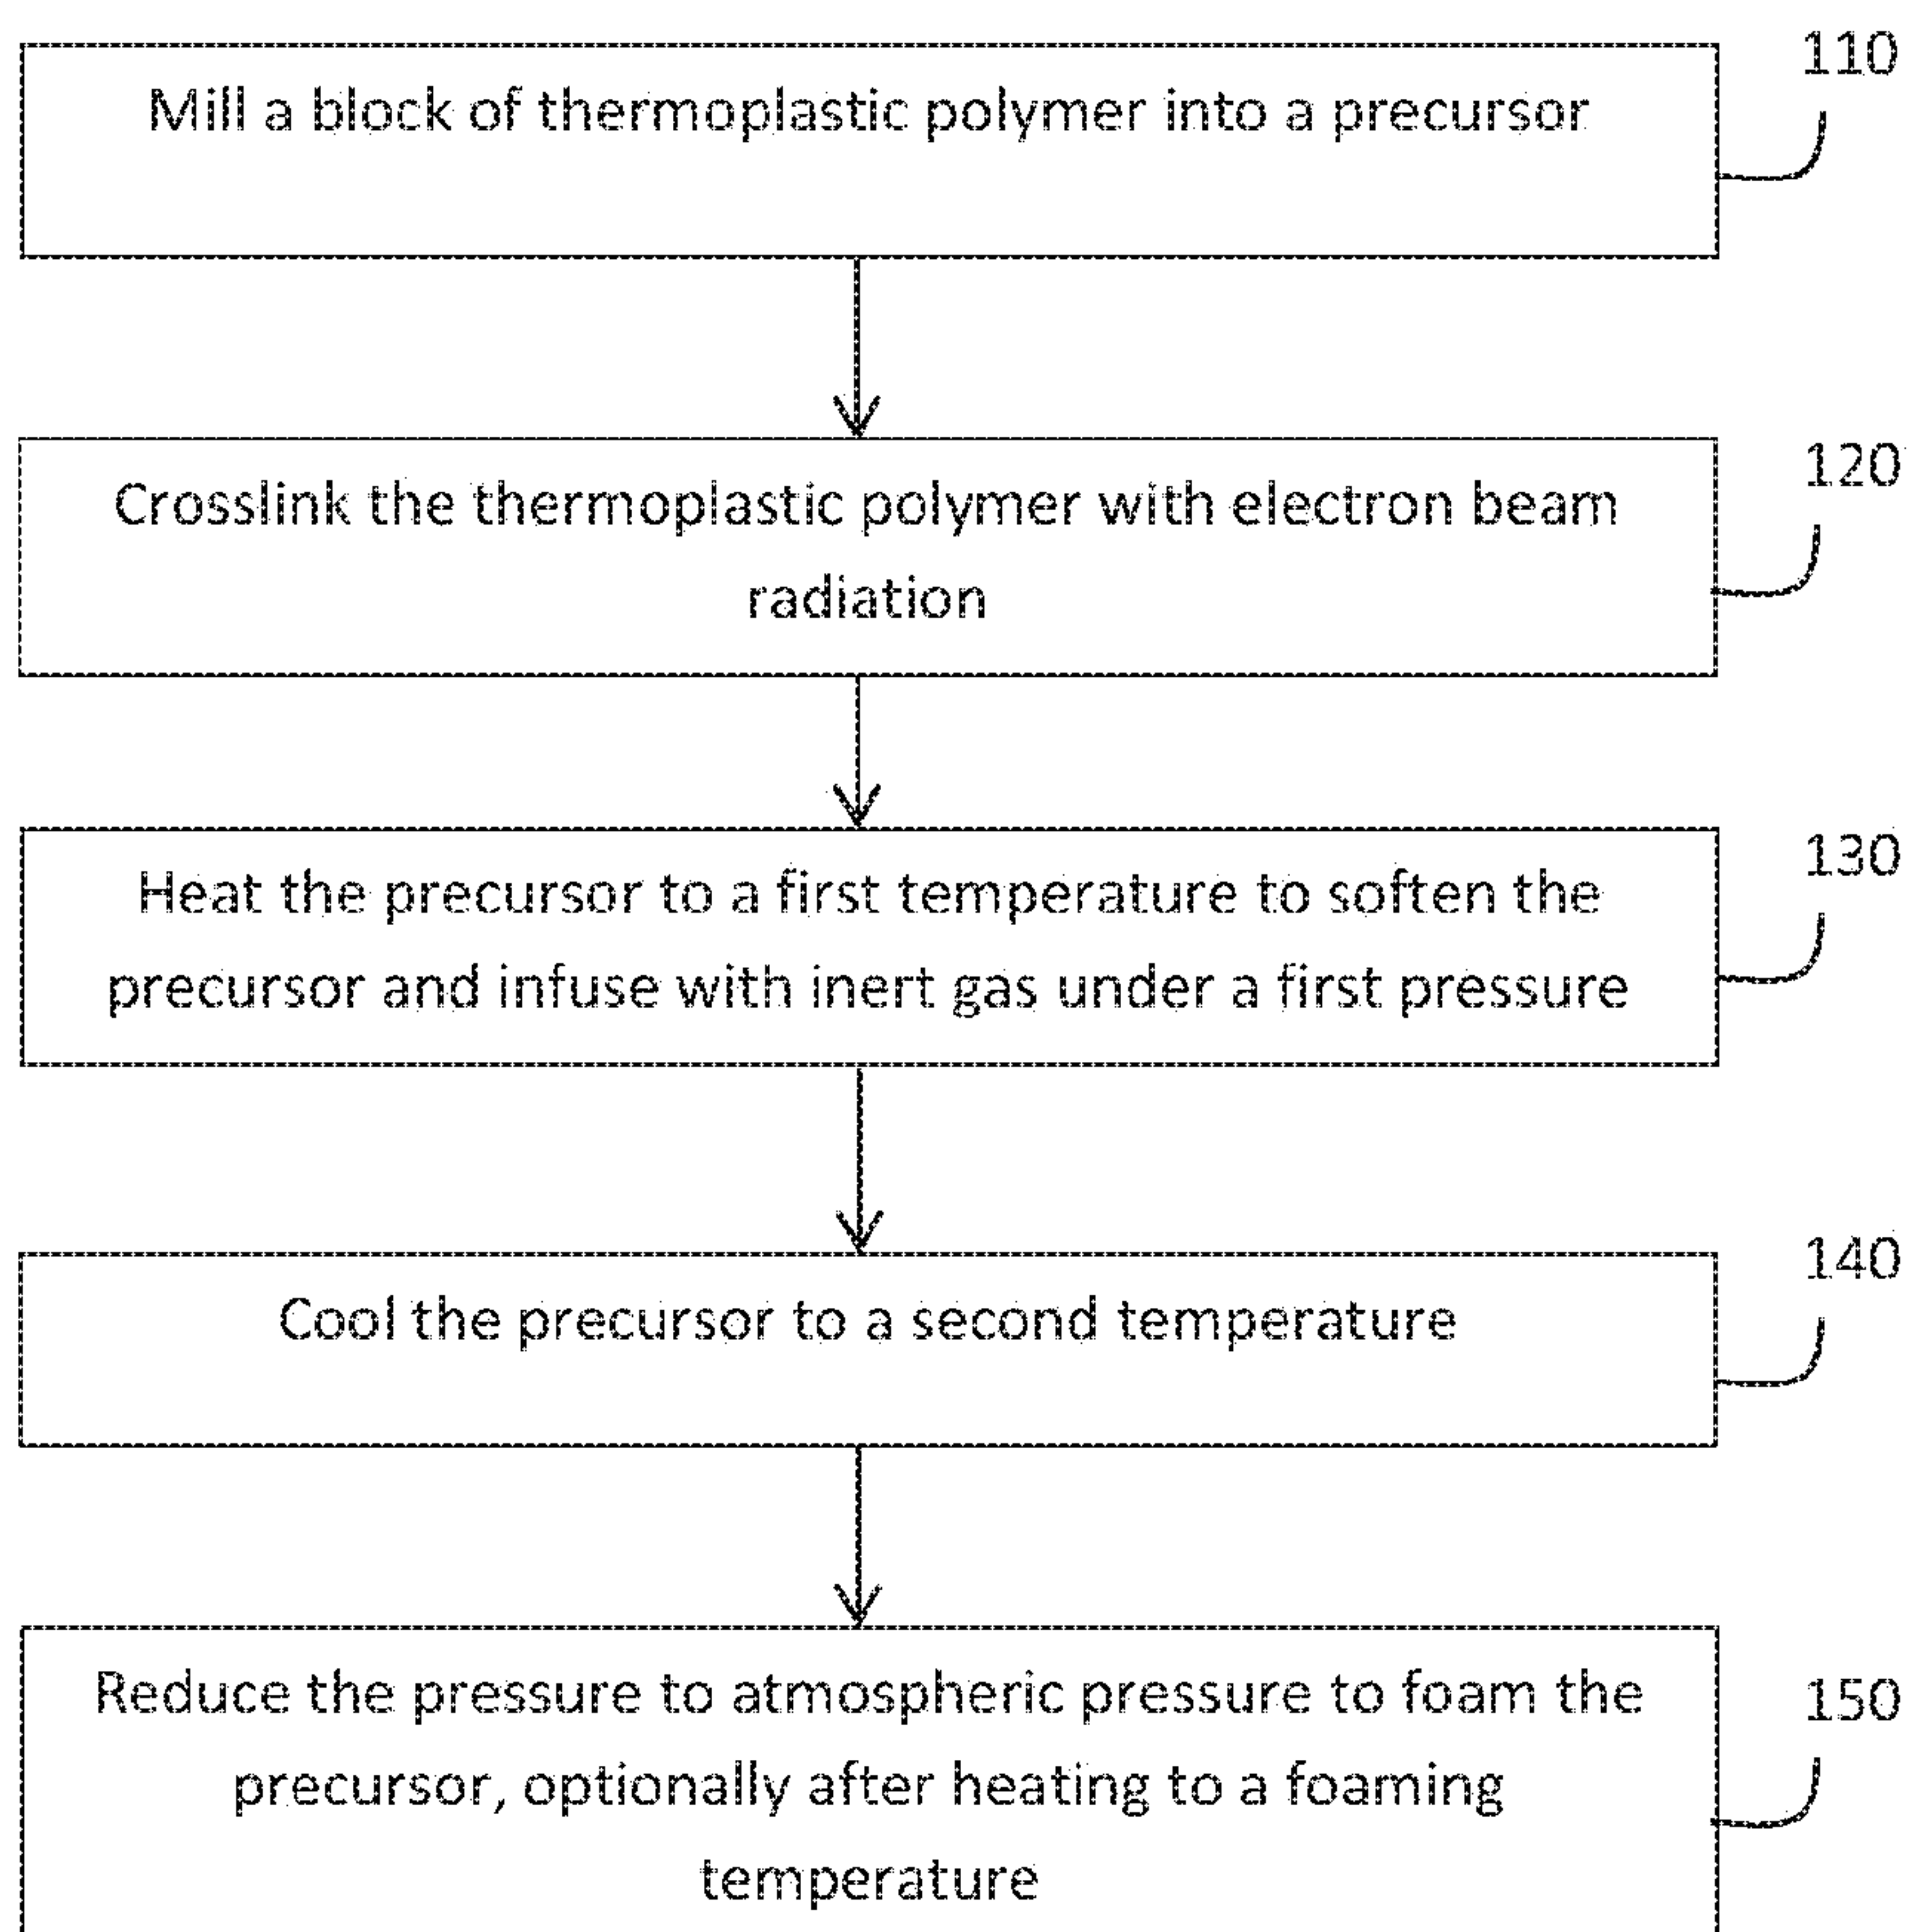 110
Mill a block of thermoplastic polymer into a precursor
120
Crosslink the thermoplastic polymer with electron beam
radiation
130
Heat the precursor to a first temperature to soften the
precursor and infuse with inert gas under a first pressure
140
Cool the precursor to a second temperature
150
Reduce the pressure to atmospheric pressure to foam the
precursor, optionally after heating to a foaming
temperature